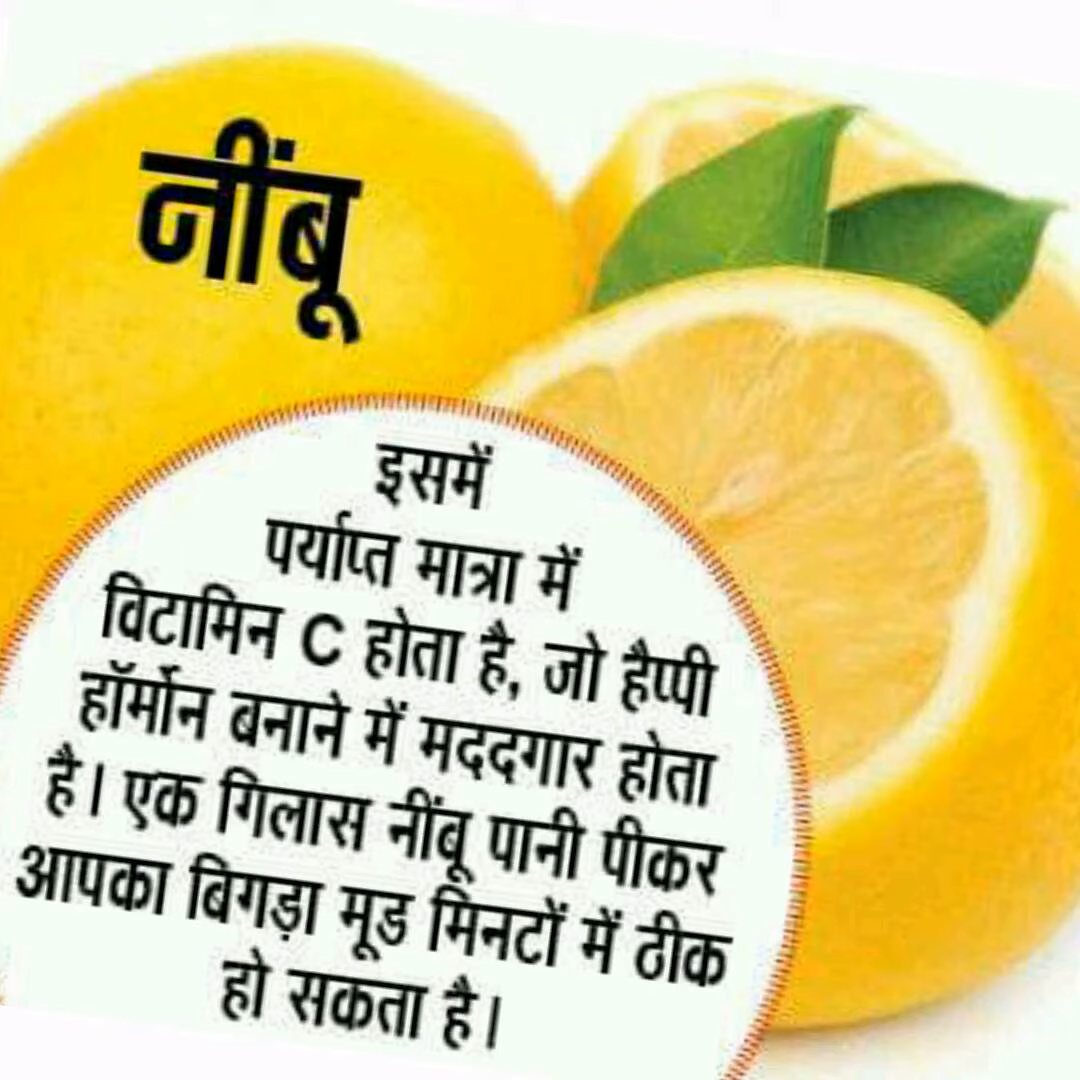 नींबू
इसमें
पर्याप्त मात्रा में
विटामिन C होता है, जो हैप्पी
हॉर्मोन बनाने में मददगार होता
है। एक गिलास नींबू पानी पीकर
आपका बिगड़ा मूड मिनटों में ठीक
हो सकता है।